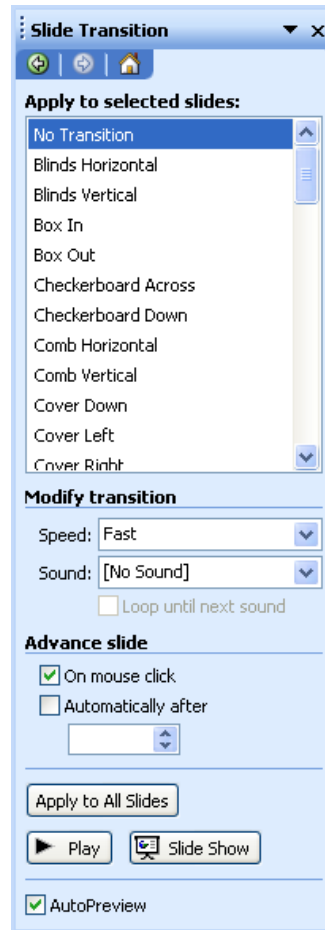 Slide Transition
Apply to selected slides:
No Transition
Blinds Horizontal
Blinds Vertical
Box In
Box Out
Checkerboard Across
Checkerboard Down
Comb Horizontal
Comb Vertical
Cover Down
Cover Left
Cover Right
Modify transition
Speed: Fast
Sound: [No Sound]
Loop until next sound
Advance slide
On mouse click
Automatically after
Apply to All Slides
Play Slide Show
AutoPreview